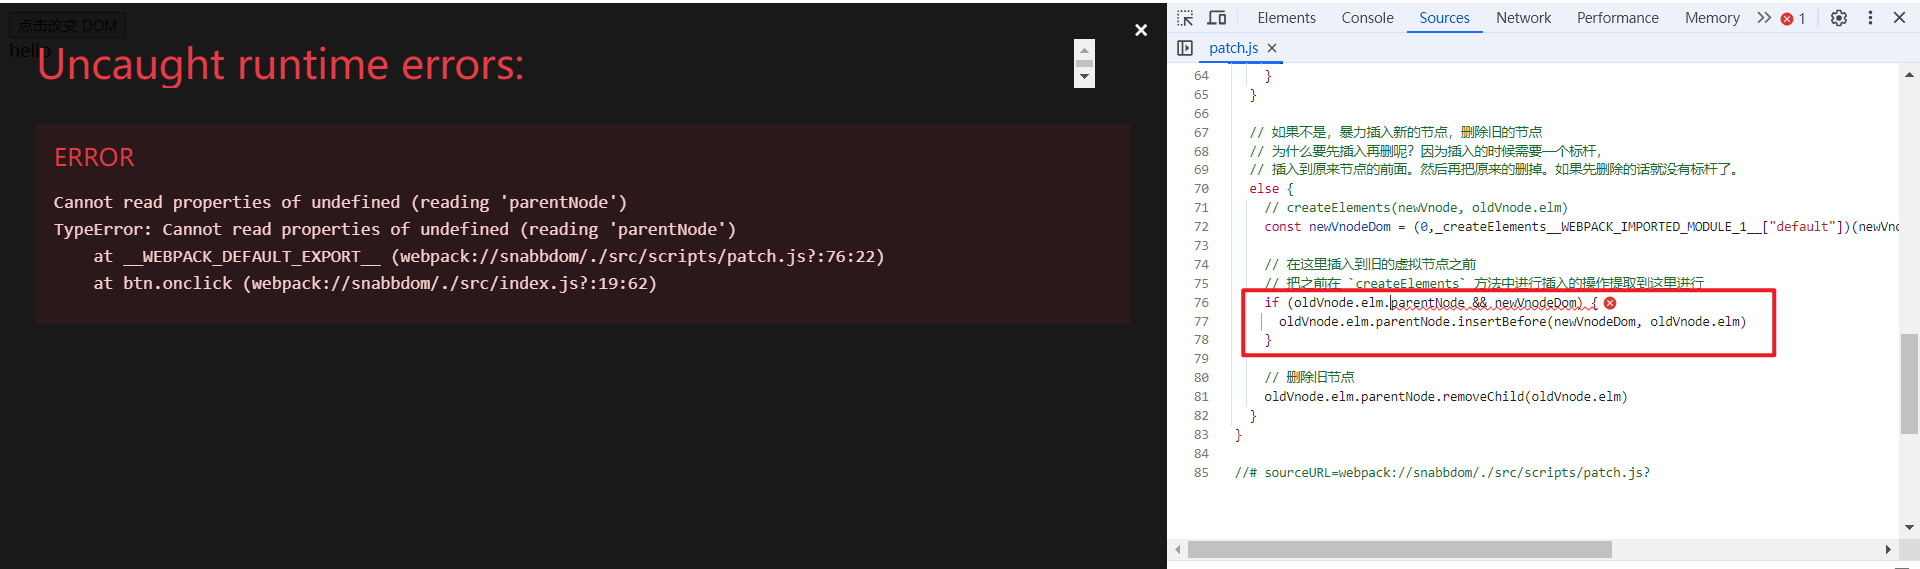 点击改变 DOM
hello
Uncaught runtime errors:
ERROR
Cannot read properties of undefined (reading 'parentNode')
TypeError: Cannot read properties of undefined (reading 'parentNode')
at __WEBPACK_DEFAULT_EXPORT__ (webpack://snabbdom/./src/scripts/patch.js?:76:22)
at btn.onclick (webpack://snabbdom/./src/index.js?:19:62)
Elements Console Sources Network Performance Memory 1
patch.js
64 }
65 }
66
67 // 如果不是，暴力插入新的节点，删除旧的节点
68 // 为什么要先插入再删呢？因为插入的时候需要一个标杆，
69 // 插入到原来节点的前面。然后再把原来的删掉。如果先删除的话就没有标杆了。
70 else {
71 // createElements(newVnode, oldVnode.elm)
72 const newVnodeDom = (0,_createElements__WEBPACK_IMPORTED_MODULE_1__["default"])(newVno
73
74 // 在这里插入到旧的虚拟节点之前
75 // 把之前在 `createElements` 方法中进行插入的操作提取到这里进行
76 if (oldVnode.elm.parentNode && newVnodeDom) {
77 oldVnode.elm.parentNode.insertBefore(newVnodeDom, oldVnode.elm)
78 }
79
80 // 删除旧节点
81 oldVnode.elm.parentNode.removeChild(oldVnode.elm)
82 }
83 }
84
85 //# sourceURL=webpack://snabbdom/./src/scripts/patch.js?